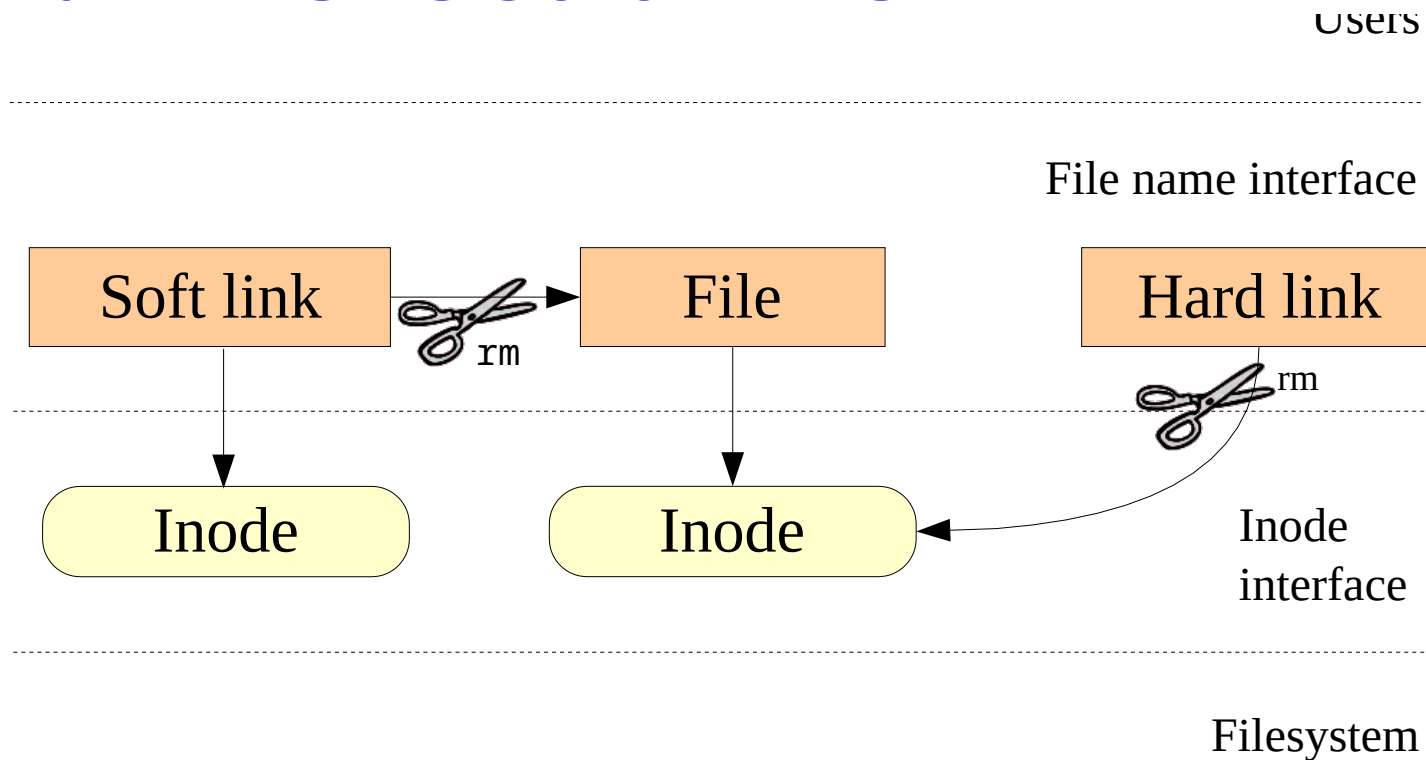 Users
File name interface
Soft link
File
Hard link
rm
rm
Inode
Inode
Inode
interface
Filesystem